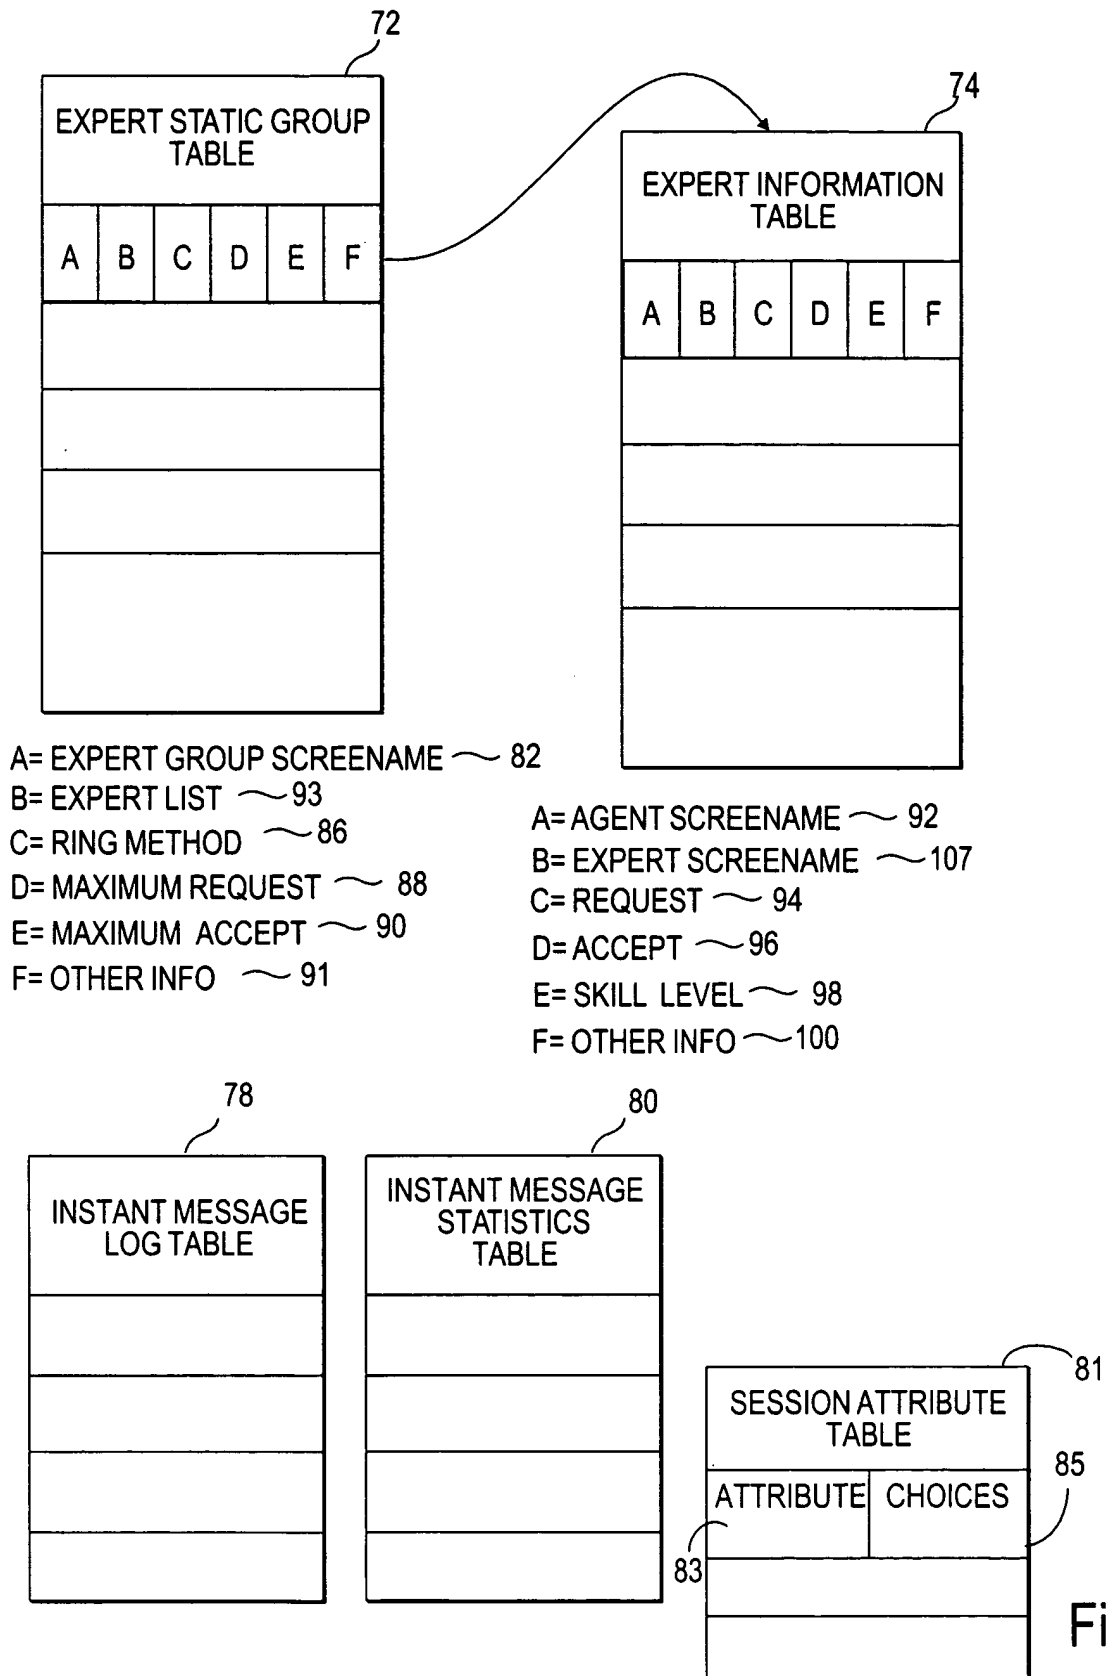 72
EXPERT STATIC GROUP
TABLE
A B C D E F
74
EXPERT INFORMATION
TABLE
A B C D E F
A= EXPERT GROUP SCREENAME 82
B= EXPERT LIST 93
C= RING METHOD 86
D= MAXIMUM REQUEST 88
E= MAXIMUM ACCEPT 90
F= OTHER INFO 91
A= AGENT SCREENAME 92
B= EXPERT SCREENAME 107
C= REQUEST 94
D= ACCEPT 96
E= SKILL LEVEL 98
F= OTHER INFO 100
78
INSTANT MESSAGE
LOG TABLE
80
INSTANT MESSAGE
STATISTICS
TABLE
81
SESSION ATTRIBUTE
TABLE
85
ATTRIBUTE CHOICES
83
Fi